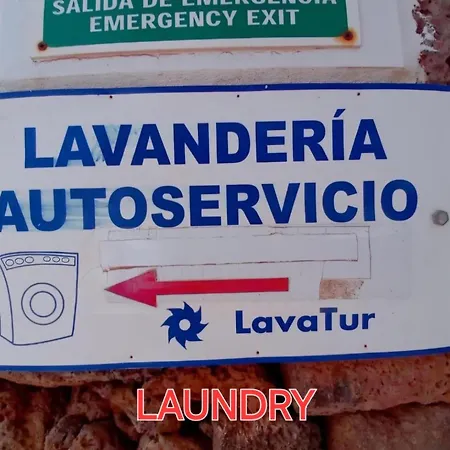 SALIDA DE EMERGENCIA
EMERGENCY EXIT
LAVANDERÍA
AUTOSERVICIO
LavaTur
LAUNDRY